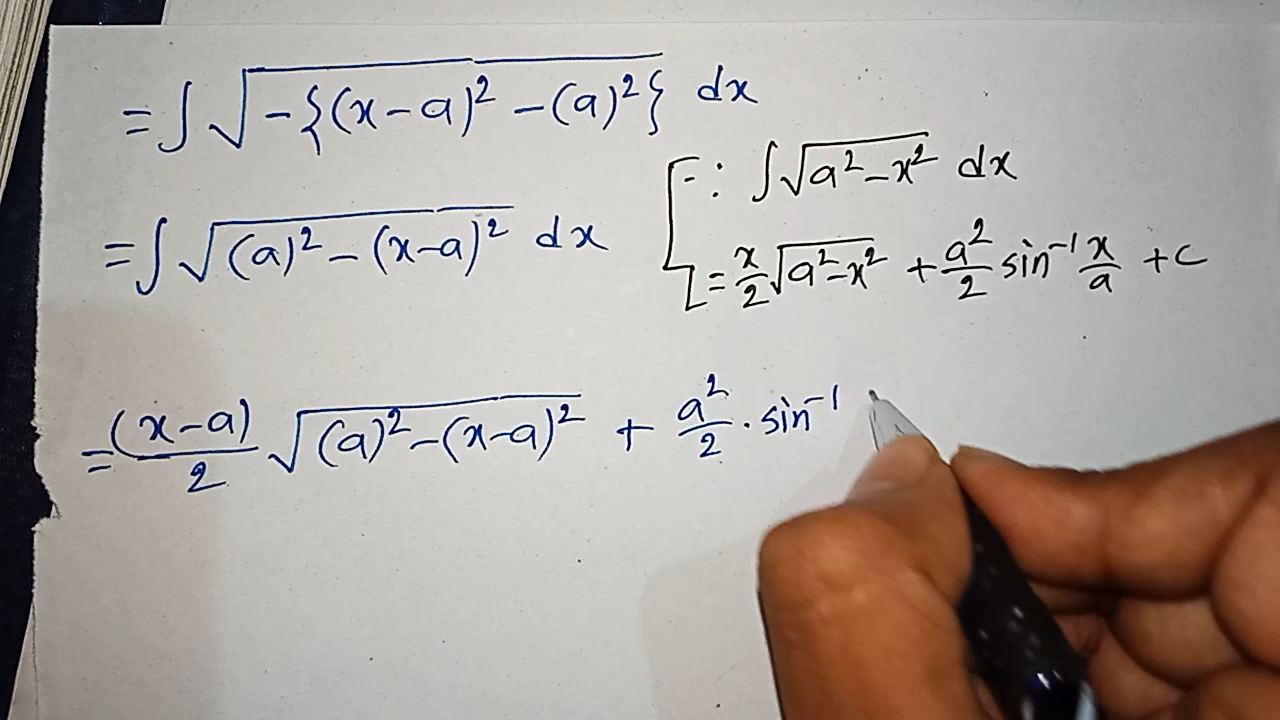 = ∫ √(-{(x-a)² - (a)²}) dx
∵ ∫ √(a² - x²) dx
= ∫ √((a)² - (x-a)²) dx
= x/2 √(a² - x²) + a²/2 sin⁻¹ x/a + c
= (x-a)/2 √((a)² - (x-a)²) + a²/2 · sin⁻¹